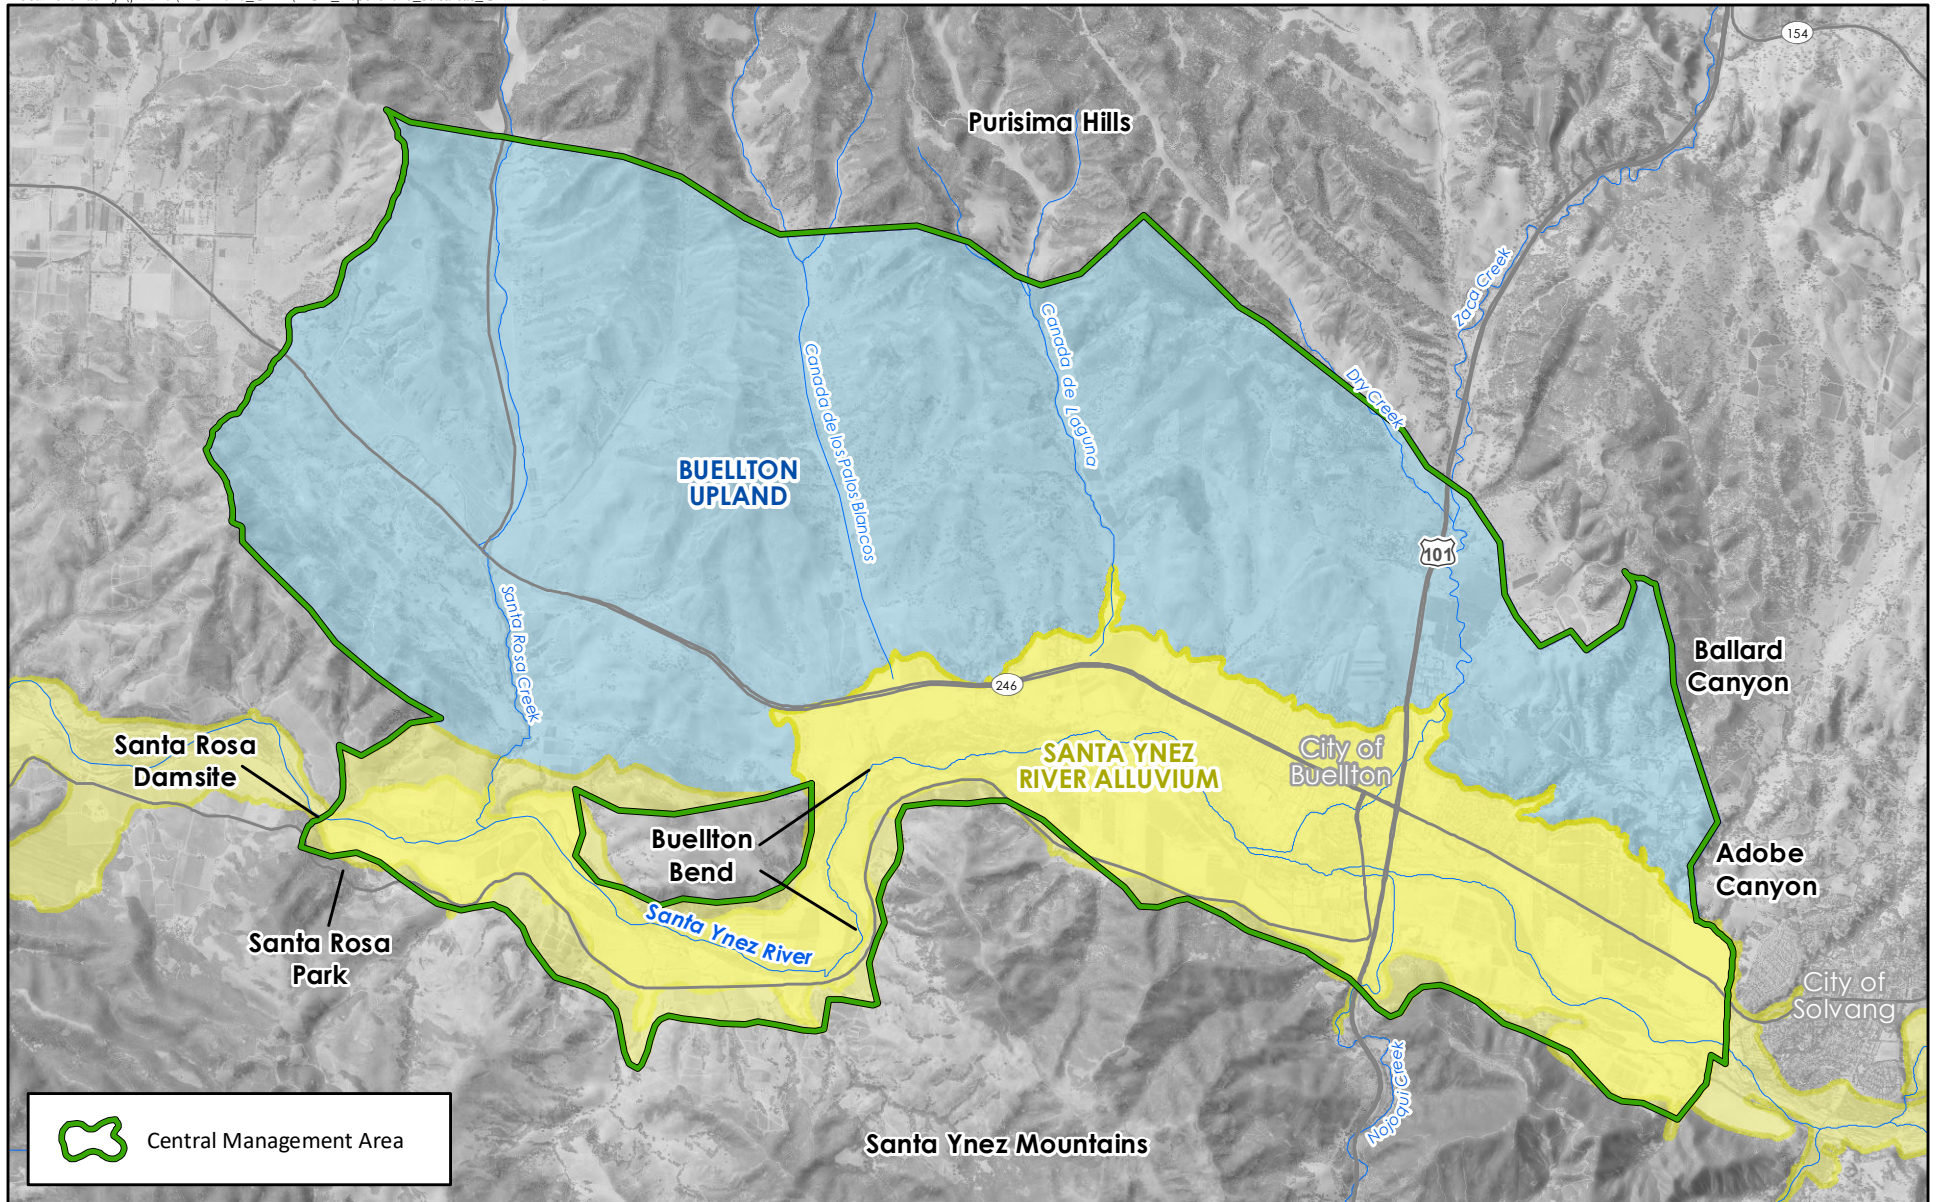 154
Purisima Hills
Zaca Creek
Canada de Laguna
Canada de los Palos Blancos
Dry Creek
BUELLTON
UPLAND
101
Santa Rosa Creek
Ballard
Canyon
246
Santa Rosa
Damsite
SANTA YNEZ
RIVER ALLUVIUM
City of
Buellton
Buellton
Bend
Adobe
Canyon
Santa Ynez River
Santa Rosa
Park
City of
Solvang
Nojoqui Creek
Santa Ynez Mountains
Central Management Area